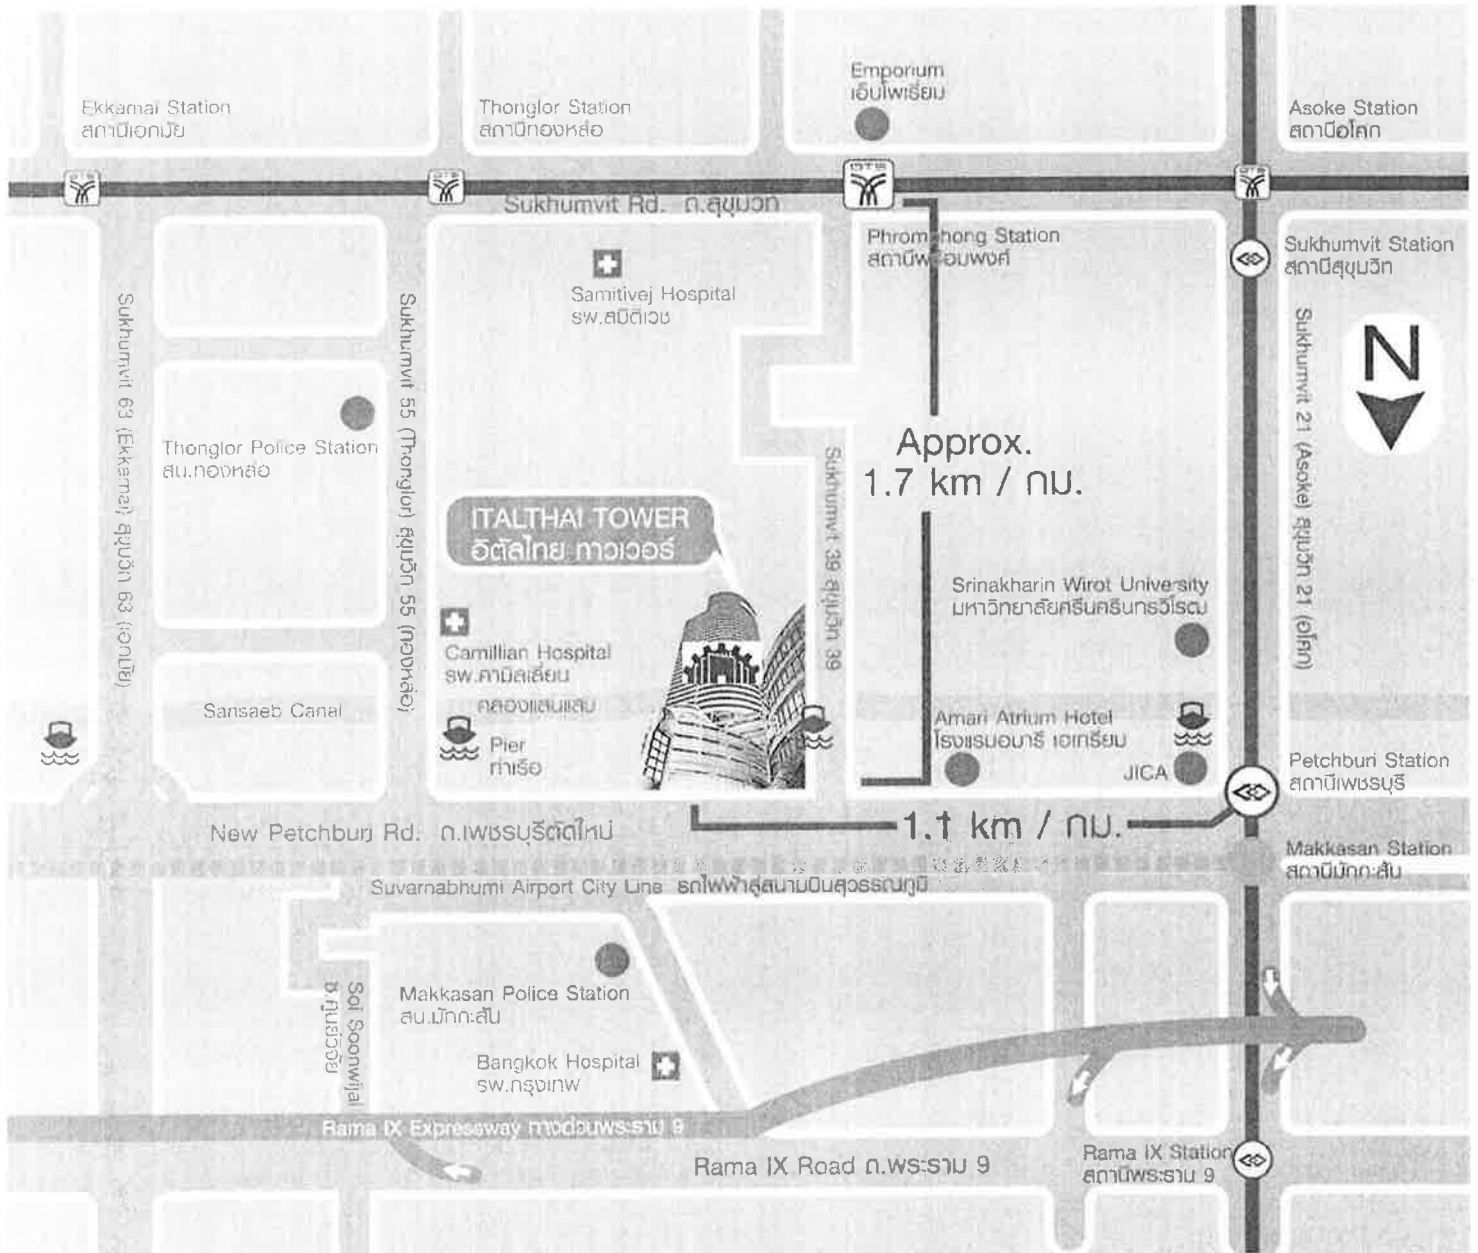 Emporium
เอ็มโพเรี่ยม
Ekkamai Station
สถานีเอกมัย
Thonglor Station
สถานีทองหล่อ
Asoke Station
สถานีอโศก
BTS
Sukhumvit Rd. ถ.สุขุมวิท
Phromphong Station
สถานีพร้อมพงศ์
Sukhumvit Station
สถานีสุขุมวิท
Samitivej Hospital
รพ.สมิติเวช
Sukhumvit 63 (Ekkamai) สุขุมวิท 63 (เอกมัย)
Sukhumvit 55 (Thonglor) สุขุมวิท 55 (ทองหล่อ)
Sukhumvit 39 สุขุมวิท 39
Sukhumvit 21 (Asoke) สุขุมวิท 21 (อโศก)
N
Thonglor Police Station
สน.ทองหล่อ
Approx.
1.7 km / กม.
ITALTHAI TOWER
อิตัลไทย ทาวเวอร์
Srinakharin Wirot University
มหาวิทยาลัยศรีนครินทรวิโรฒ
Camillian Hospital
รพ.คามิลเลี่ยน
คลองแสนแสบ
Sansaeb Canal
Pier
ท่าเรือ
Amari Atrium Hotel
โรงแรมอมารี เอเทรียม
JICA
Petchburi Station
สถานีเพชรบุรี
New Petchburi Rd. ถ.เพชรบุรีตัดใหม่
1.1 km / กม.
Makkasan Station
สถานีมักกะสัน
Suvarnabhumi Airport City Line รถไฟฟ้าสู่สนามบินสุวรรณภูมิ
Makkasan Police Station
สน.มักกะสัน
Soi Soonwijai
ซ.ศูนย์วิจัย
Bangkok Hospital
รพ.กรุงเทพ
Rama IX Expressway ทางด่วนพระราม 9
Rama IX Road ถ.พระราม 9
Rama IX Station
สถานีพระราม 9